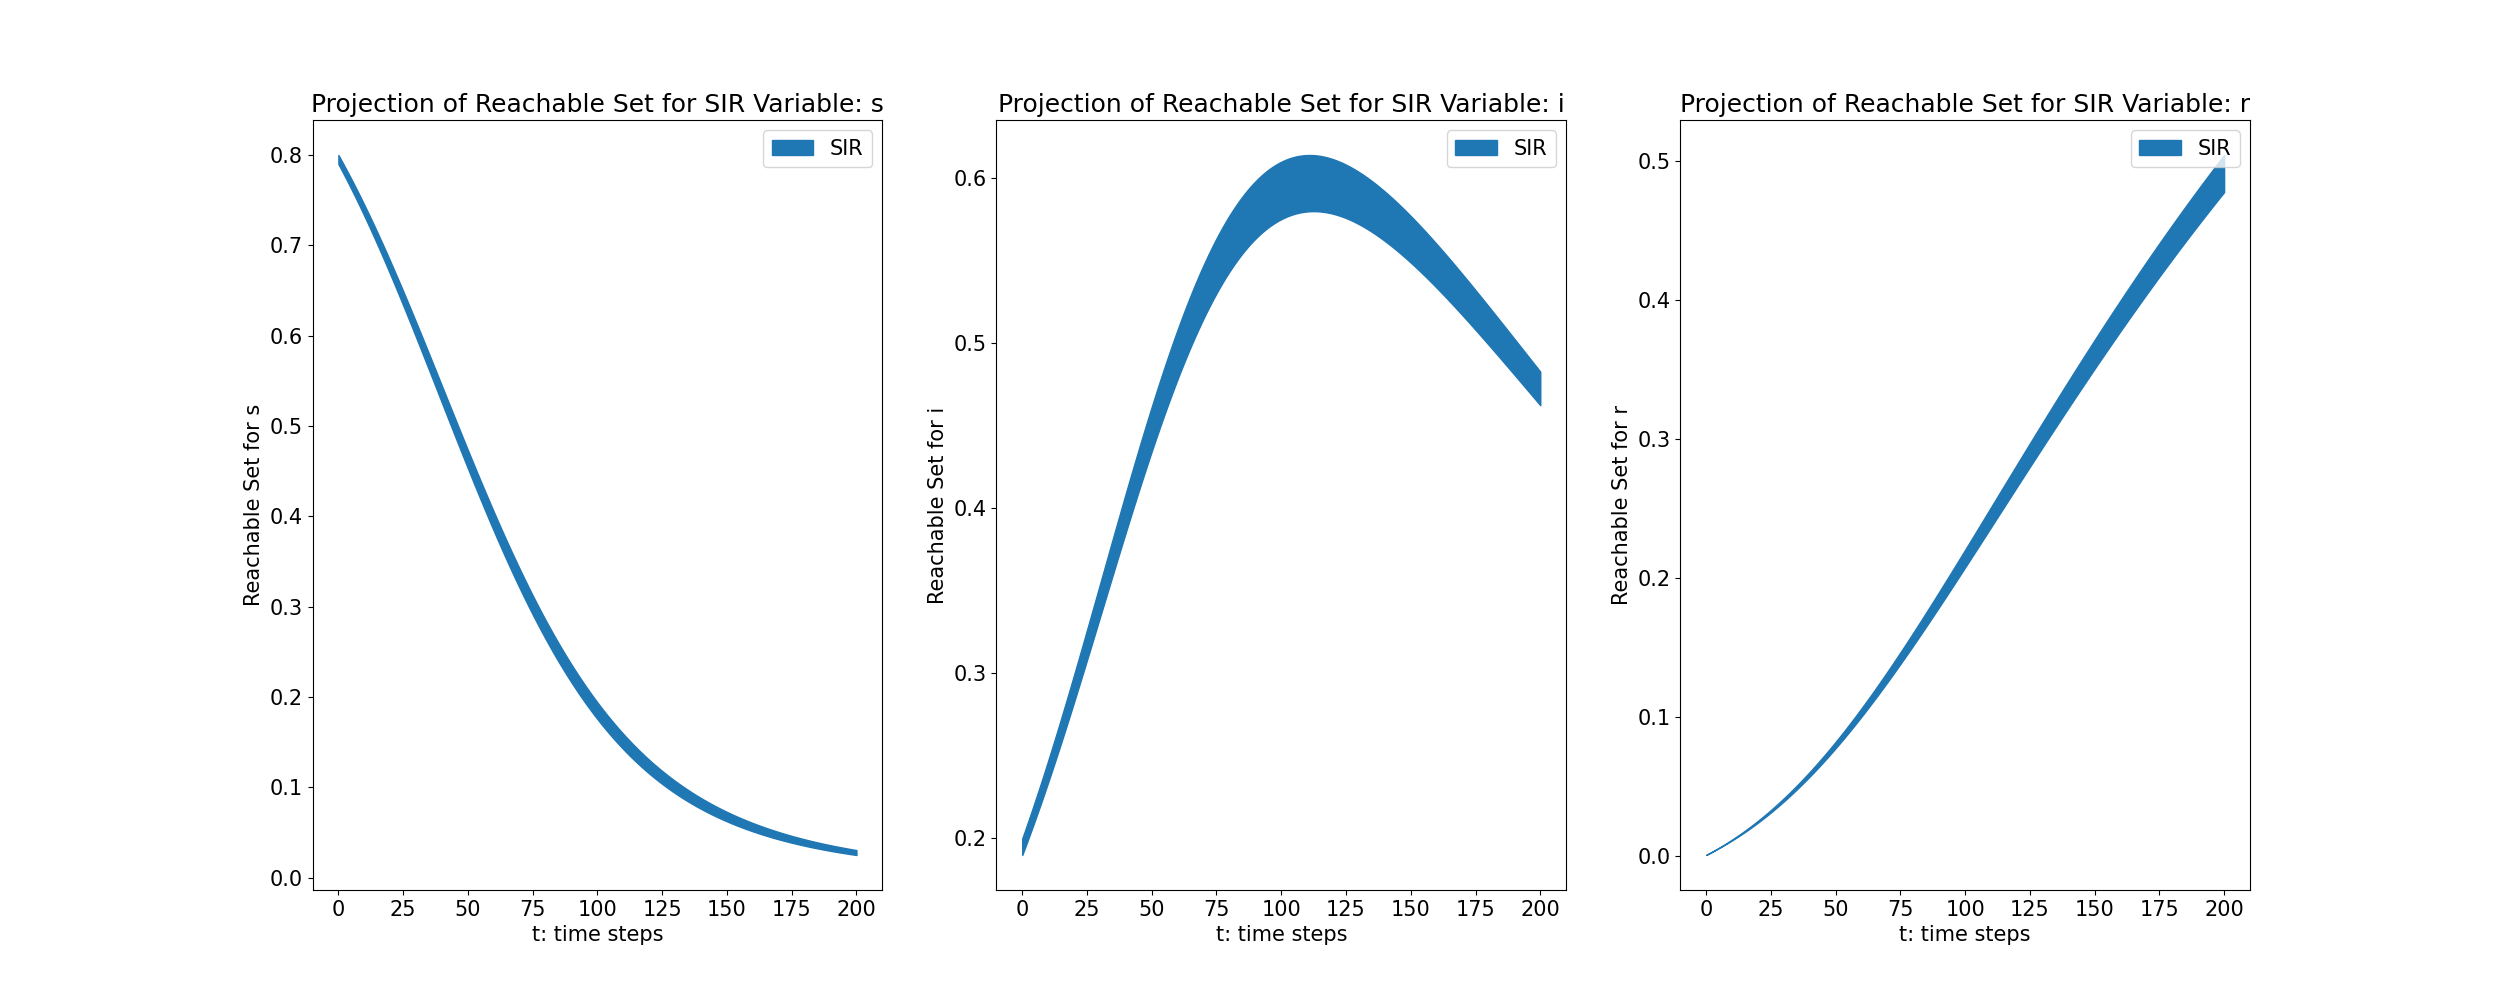 Projection of Reachable Set for SIR Variable: s
SIR
Reachable Set for s
0.8
0.7
0.6
0.5
0.4
0.3
0.2
0.1
0.0
0 25 50 75 100 125 150 175 200
t: time steps
Projection of Reachable Set for SIR Variable: i
SIR
Reachable Set for i
0.6
0.5
0.4
0.3
0.2
0 25 50 75 100 125 150 175 200
t: time steps
Projection of Reachable Set for SIR Variable: r
SIR
Reachable Set for r
0.5
0.4
0.3
0.2
0.1
0.0
0 25 50 75 100 125 150 175 200
t: time steps